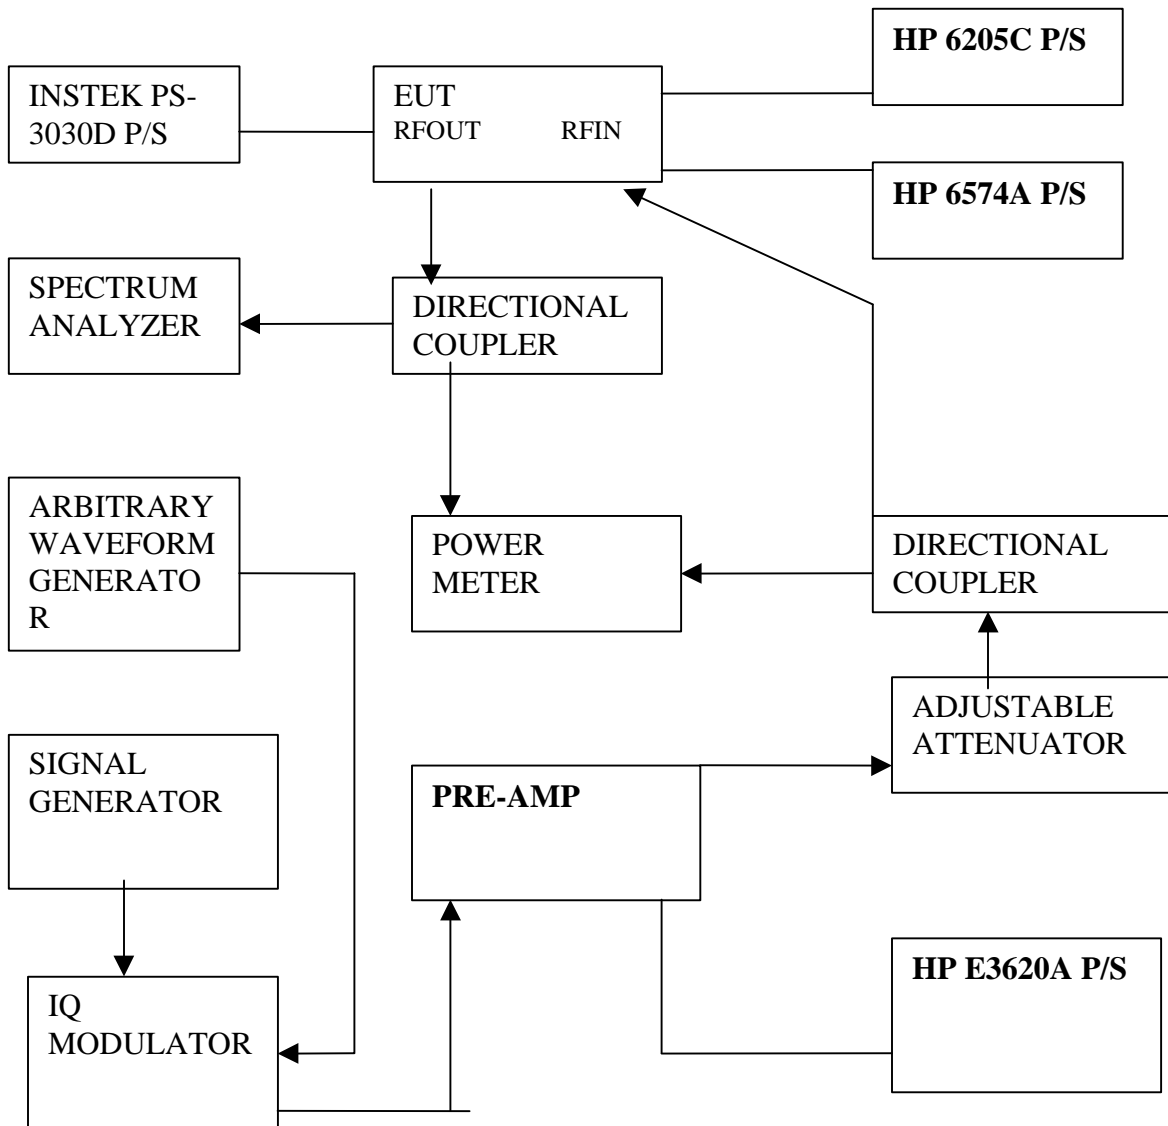 HP 6205C P/S
INSTEK PS-
3030D P/S
EUT
RFOUT RFIN
HP 6574A P/S
SPECTRUM
ANALYZER
DIRECTIONAL
COUPLER
ARBITRARY
WAVEFORM
GENERATO
R
POWER
METER
DIRECTIONAL
COUPLER
ADJUSTABLE
ATTENUATOR
SIGNAL
GENERATOR
PRE-AMP
HP E3620A P/S
IQ
MODULATOR